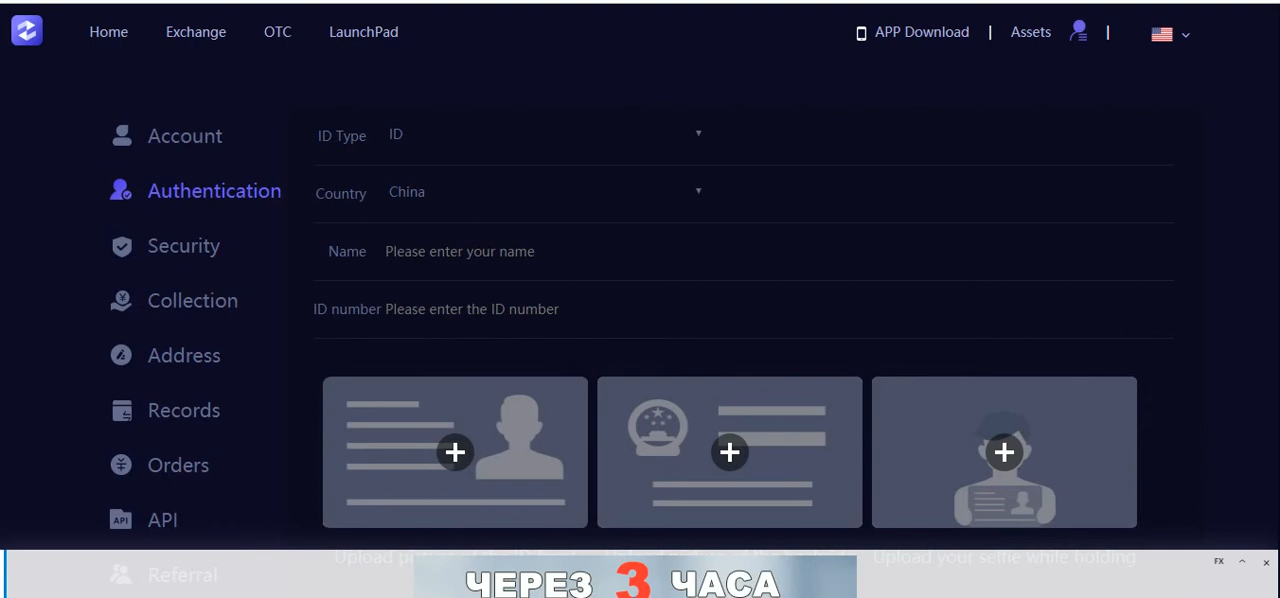 Home Exchange OTC LaunchPad APP Download | Assets |
Account
Authentication
Security
Collection
Address
Records
Orders
API
Referral
ID Type ID
Country China
Name Please enter your name
ID number Please enter the ID number
Upload your selfie while holding
ЧЕРЕЗ 3 ЧАСА
FX